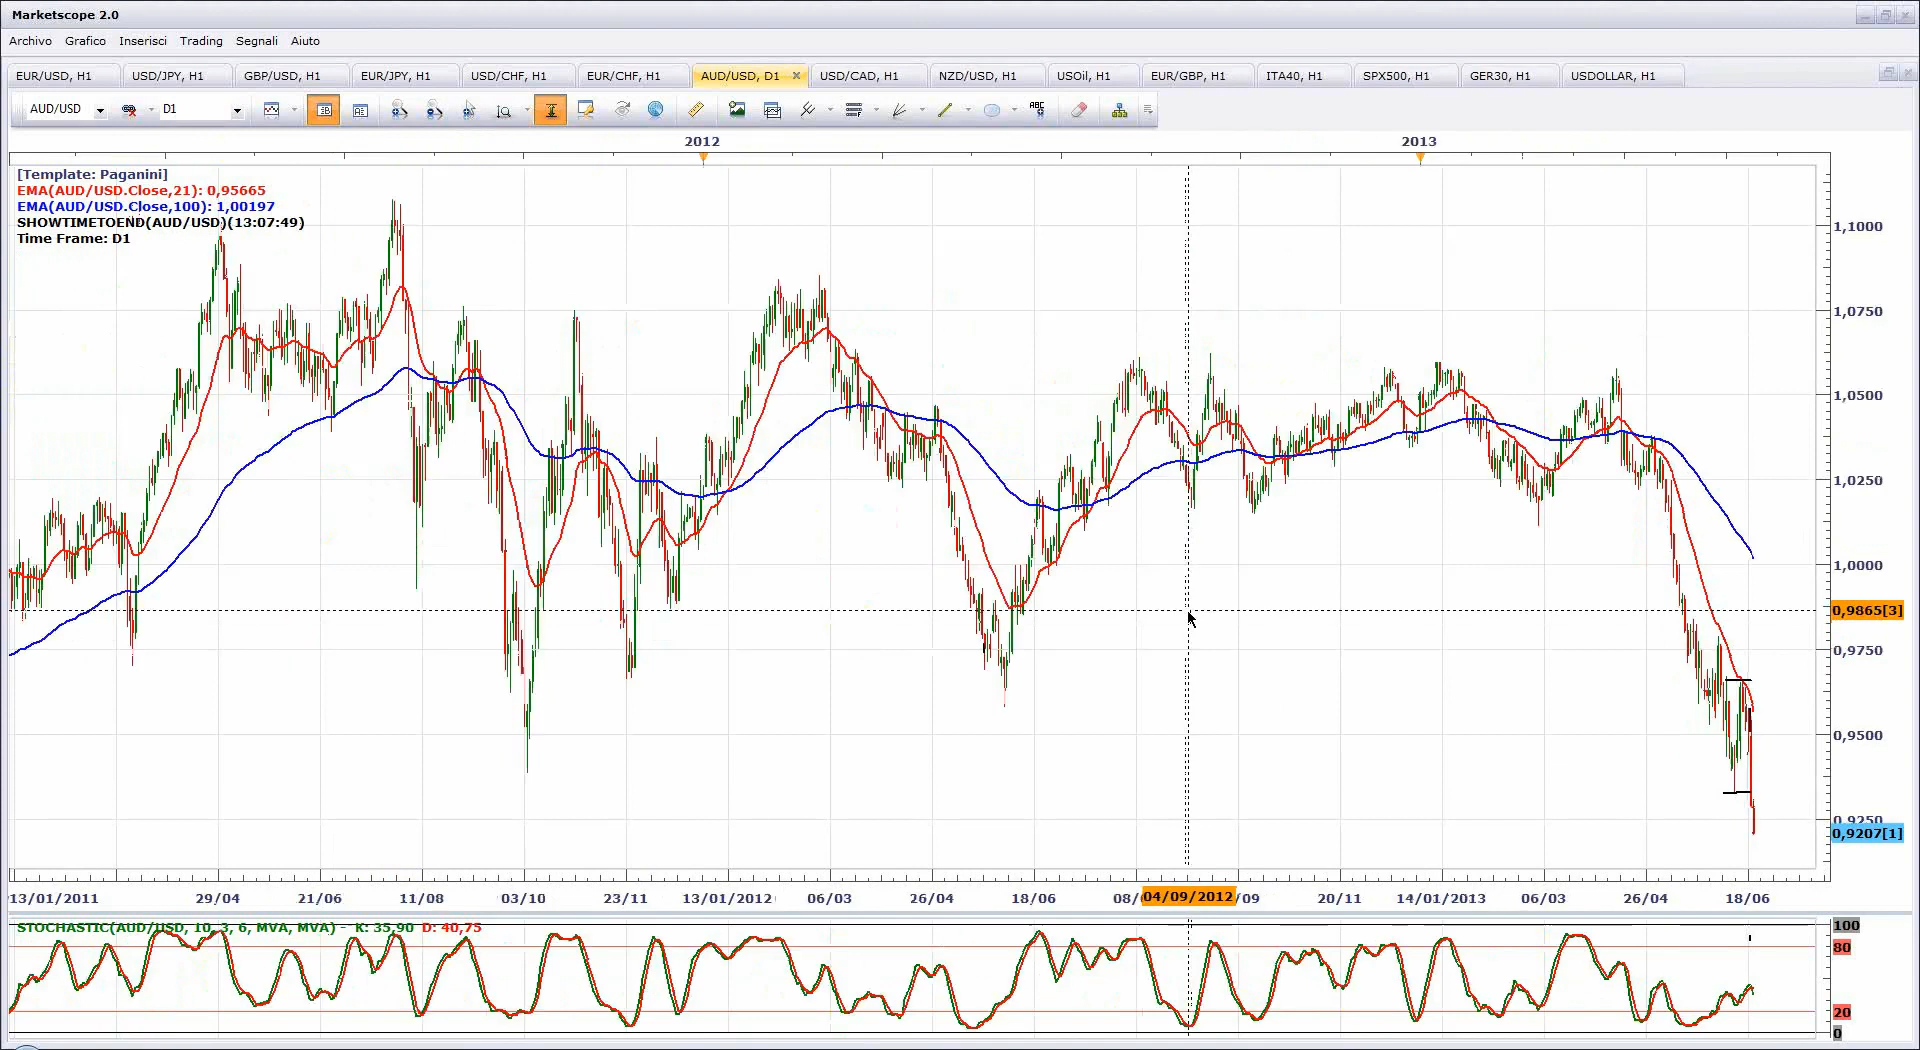 Marketscope 2.0
Archivo Grafico Inserisci Trading Segnali Aiuto
EUR/USD, H1 USD/JPY, H1 GBP/USD, H1 EUR/JPY, H1 USD/CHF, H1 EUR/CHF, H1 AUD/USD, D1 USD/CAD, H1 NZD/USD, H1 USOil, H1 EUR/GBP, H1 ITA40, H1 SPX500, H1 GER30, H1 USDOLLAR, H1
AUD/USD D1 ABC
2012 2013
[Template: Paganini]
EMA(AUD/USD.Close,21): 0,95665
EMA(AUD/USD.Close,100): 1,00197
SHOWTIMETOEND(AUD/USD)(13:07:49)
Time Frame: D1
1,1000
1,0750
1,0500
1,0250
1,0000
0,9865[3]
0,9750
0,9500
0,9250
0,9207[1]
13/01/2011 29/04 21/06 11/08 03/10 23/11 13/01/2012 06/03 26/04 18/06 08/ 04/09/2012 /09 20/11 14/01/2013 06/03 26/04 18/06
STOCHASTIC(AUD/USD, 10, 3, 6, MVA, MVA) - K: 35,90 D: 40,75
100
80
20
0